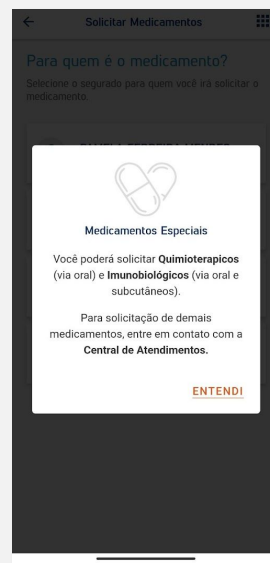 Solicitar Medicamentos
Para quem é o medicamento?
Selecione o segurado para quem você irá solicitar o
medicamento.
Medicamentos Especiais
Você poderá solicitar Quimioterapicos
(via oral) e Imunobiológicos (via oral e
subcutâneos).
Para solicitação de demais
medicamentos, entre em contato com a
Central de Atendimentos.
ENTENDI